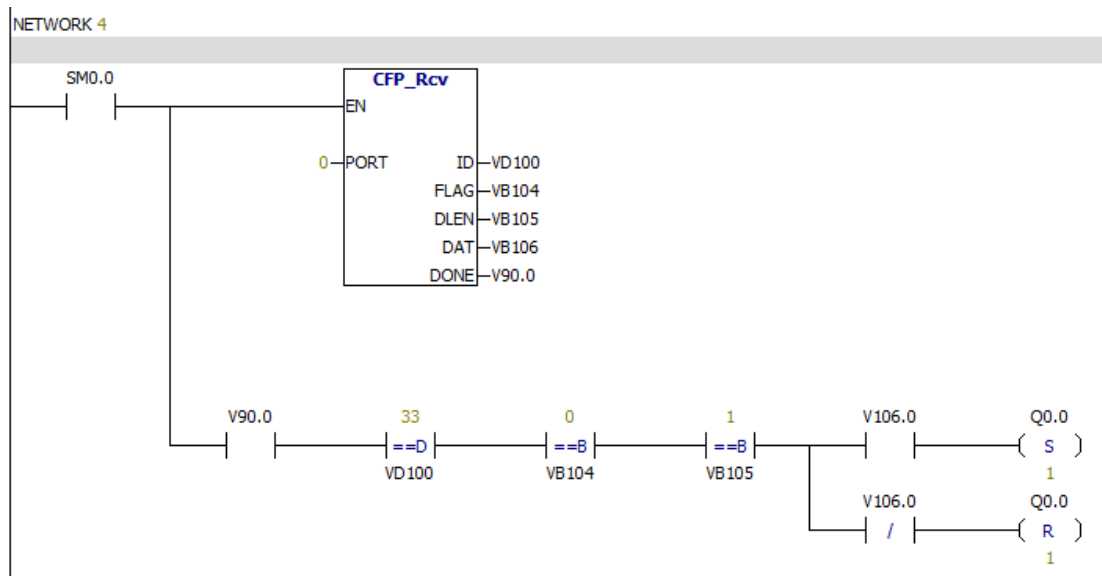 NETWORK 4
SM0.0
CFP_Rcv
EN
0 PORT ID VD100
FLAG VB104
DLEN VB105
DAT VB106
DONE V90.0
V90.0 33 0 1 V106.0 Q0.0
==D ==B ==B S
VD100 VB104 VB105 1
V106.0 Q0.0
/ R
1